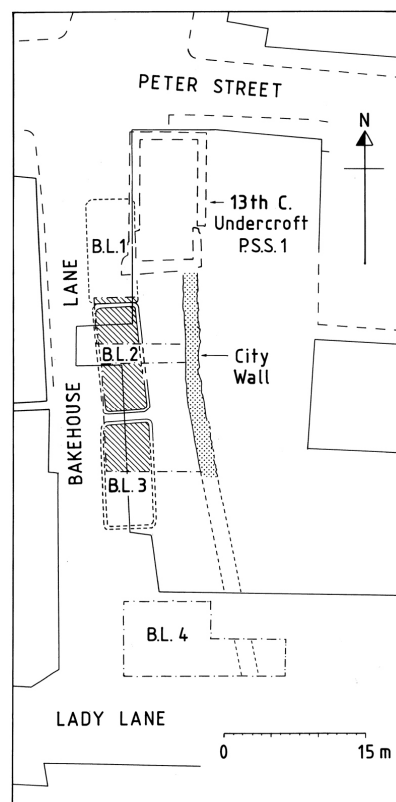 PETER STREET
N
13th C.
Undercroft
P.S.S. 1
B.L.1
LANE
B.L.2
City
Wall
BAKEHOUSE
B.L. 3
B.L. 4
LADY LANE
0 15 m